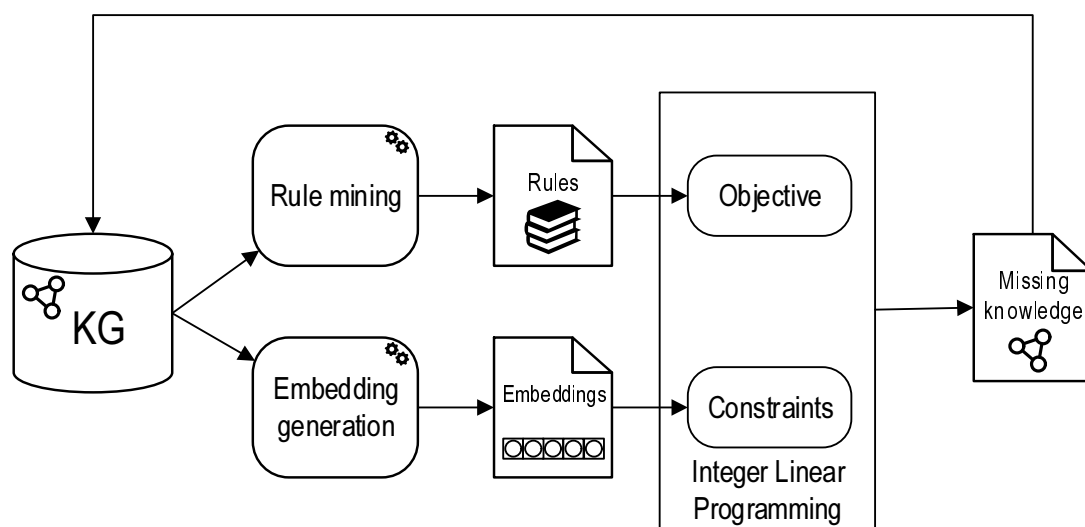 Rule mining
Rules
Objective
KG
Missing
knowledge
Embedding
generation
Embeddings
Constraints
Integer Linear
Programming